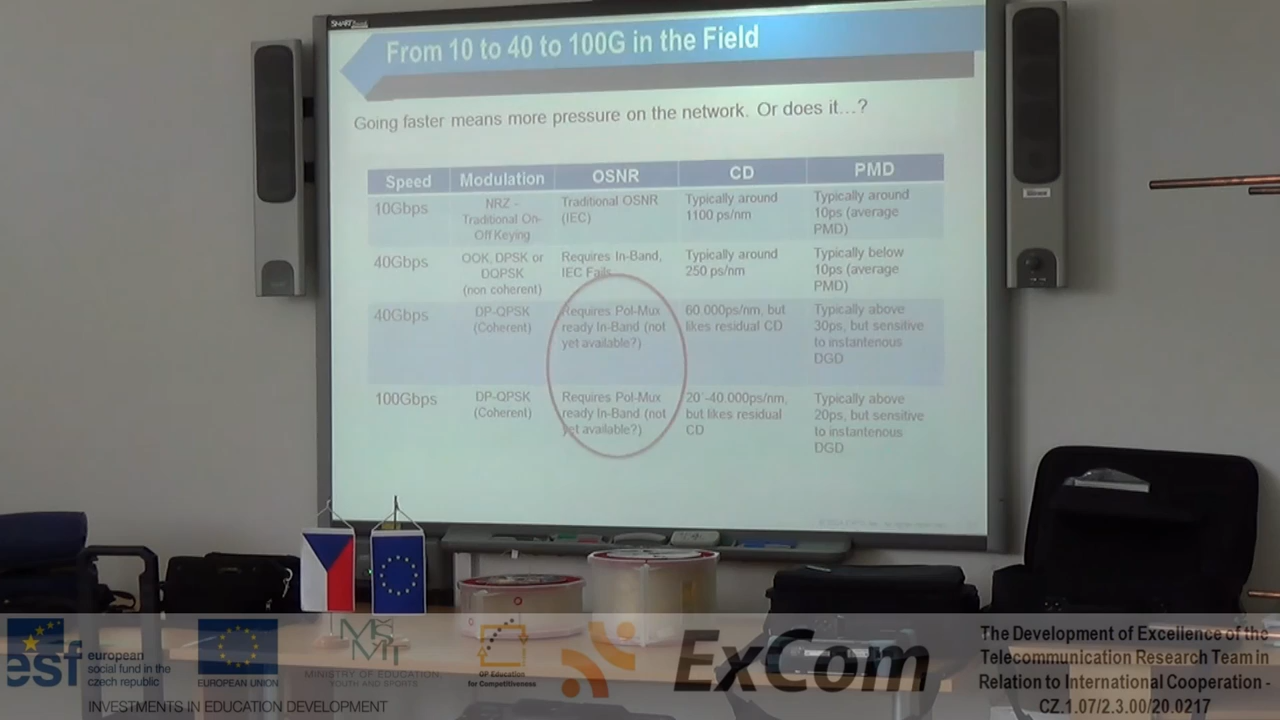 SMART
From 10 to 40 to 100G in the Field
Going faster means more pressure on the network. Or does it…?
Speed Modulation OSNR CD PMD
10Gbps
NRZ -
Traditional On-
Off Keying
Traditional OSNR
(IEC)
Typically around
1100 ps/nm
Typically around
10ps (average
PMD)
40Gbps
OOK, DPSK or
DQPSK
(non coherent)
Requires In-Band,
IEC Fails
Typically around
250 ps/nm
Typically below
10ps (average
PMD)
40Gbps
DP-QPSK
(Coherent)
Requires Pol-Mux
ready In-Band (not
yet available?)
60 000ps/nm, but
likes residual CD
Typically above
30ps, but sensitive
to instantenous
DGD
100Gbps
DP-QPSK
(Coherent)
Requires Pol-Mux
ready In-Band (not
yet available?)
20'-40.000ps/nm,
but likes residual
CD
Typically above
20ps, but sensitive
to instantenous
DGD
esf
european
social fund in the
czech republic
EUROPEAN UNION
MŠMT
MINISTRY OF EDUCATION
YOUTH AND SPORTS
OP Education
for Competitiveness
INVESTMENTS IN EDUCATION DEVELOPMENT
ExCom
The Development of Excellence of the
Telecommunication Research Team in
Relation to International Cooperation -
CZ.1.07/2.3.00/20.0217